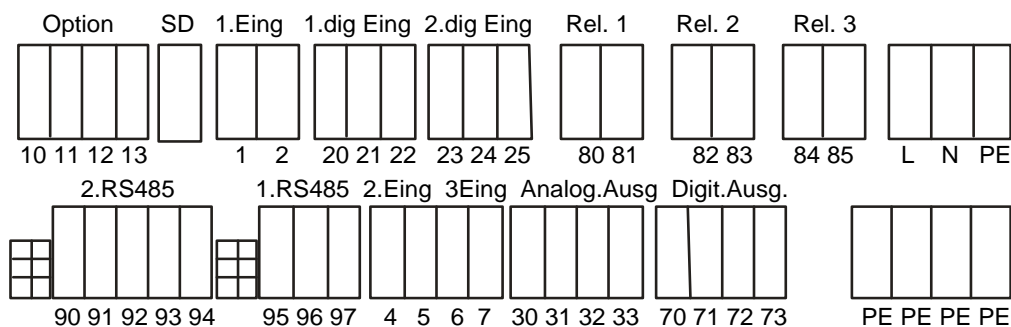 Option SD 1.Eing 1.dig Eing 2.dig Eing Rel. 1 Rel. 2 Rel. 3
10 11 12 13 1 2 20 21 22 23 24 25 80 81 82 83 84 85 L N PE
2.RS485 1.RS485 2.Eing 3Eing Analog.Ausg Digit.Ausg.
90 91 92 93 94 95 96 97 4 5 6 7 30 31 32 33 70 71 72 73 PE PE PE PE